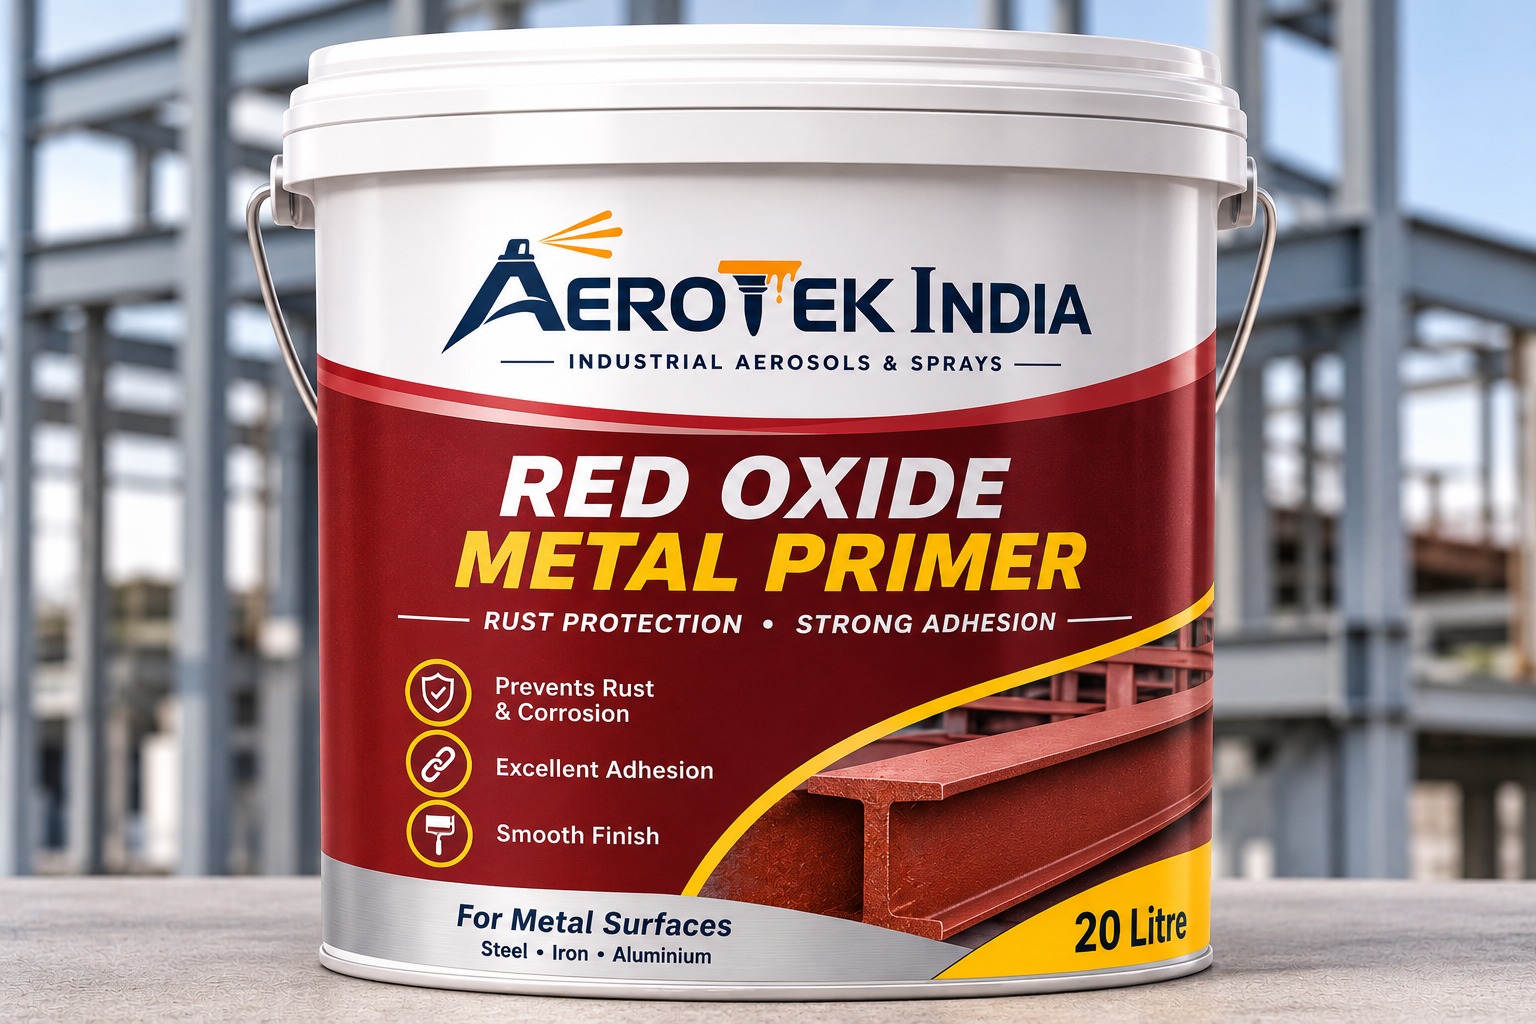 AEROTEK INDIA
INDUSTRIAL AEROSOLS & SPRAYS
RED OXIDE
METAL PRIMER
RUST PROTECTION • STRONG ADHESION
Prevents Rust
& Corrosion
Excellent Adhesion
Smooth Finish
For Metal Surfaces
Steel • Iron • Aluminium
20 Litre